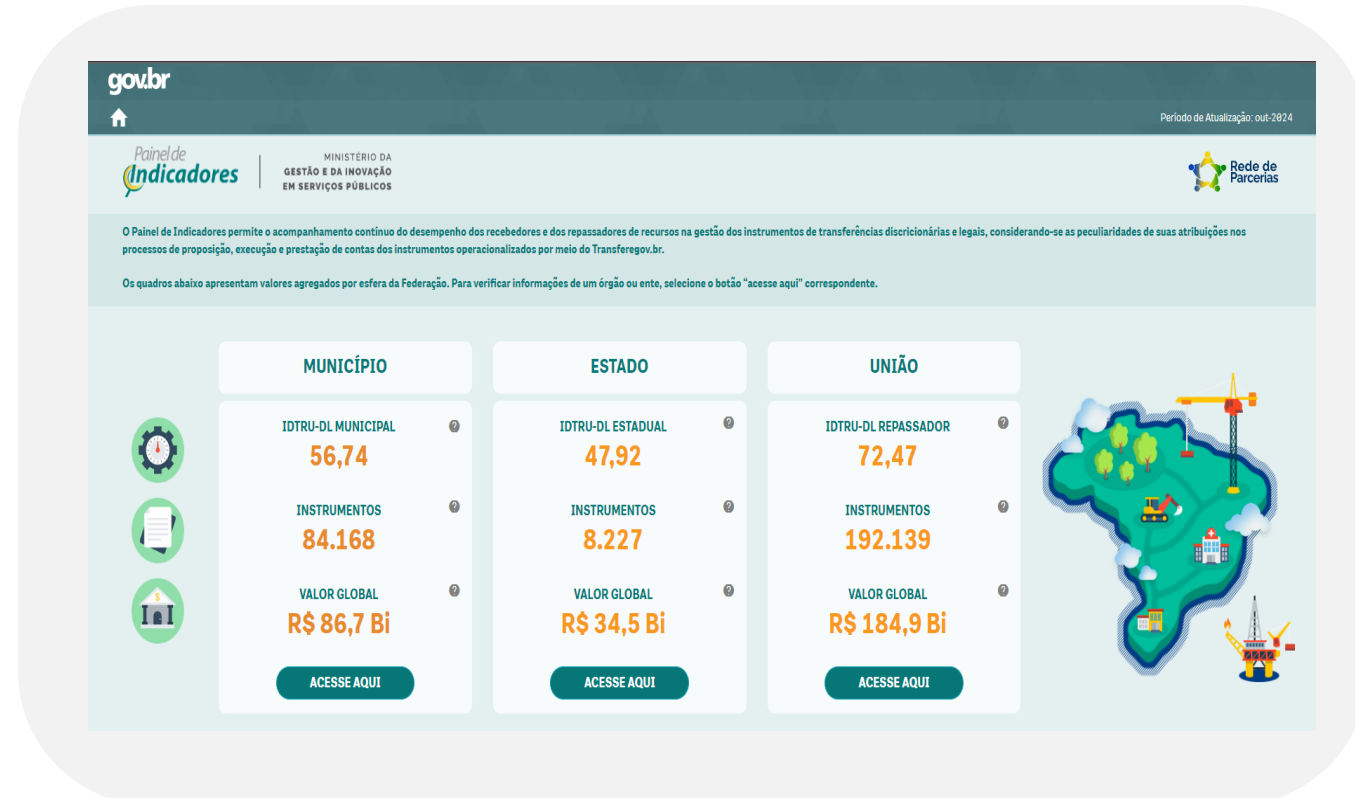 gov.br
Período de Atualização: out-2024
Painel de
Indicadores
MINISTÉRIO DA
GESTÃO E DA INOVAÇÃO
EM SERVIÇOS PÚBLICOS
Rede de
Parcerias
O Painel de Indicadores permite o acompanhamento contínuo do desempenho dos recebedores e dos repassadores de recursos na gestão dos instrumentos de transferências discricionárias e legais, considerando-se as peculiaridades de suas atribuições nos
processos de proposição, execução e prestação de contas dos instrumentos operacionalizados por meio do Transferegov.br.
Os quadros abaixo apresentam valores agregados por esfera da Federação. Para verificar informações de um órgão ou ente, selecione o botão “acesse aqui” correspondente.
MUNICÍPIO
IDTRU-DL MUNICIPAL
56,74
INSTRUMENTOS
84.168
VALOR GLOBAL
R$ 86,7 Bi
ACESSE AQUI
ESTADO
IDTRU-DL ESTADUAL
47,92
INSTRUMENTOS
8.227
VALOR GLOBAL
R$ 34,5 Bi
ACESSE AQUI
UNIÃO
IDTRU-DL REPASSADOR
72,47
INSTRUMENTOS
192.139
VALOR GLOBAL
R$ 184,9 Bi
ACESSE AQUI